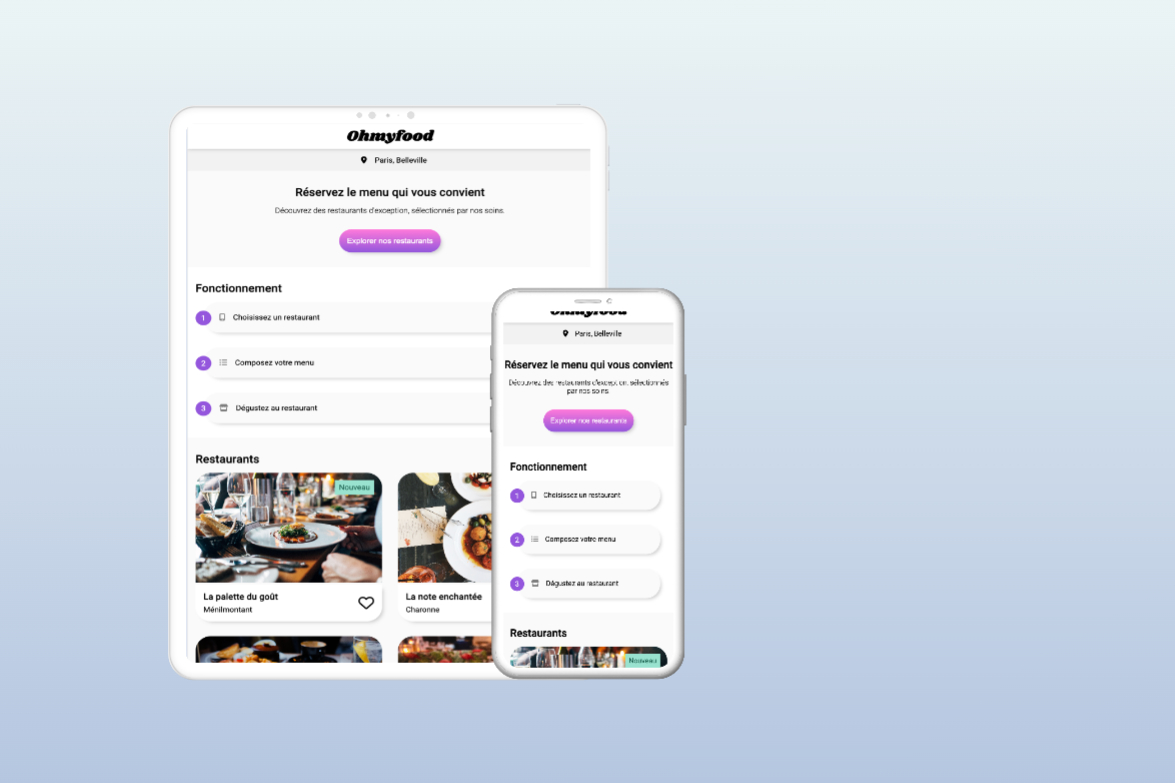 Ohmyfood
Paris, Belleville
Réservez le menu qui vous convient
Découvrez des restaurants d'exception, sélectionnés par nos soins.
Explorer nos restaurants
Fonctionnement
1 Choisissez un restaurant
2 Composez votre menu
3 Dégustez au restaurant
Restaurants
Nouveau
La palette du goût
Ménilmontant
La note enchantée
Charonne
Ohmyfood
Paris, Belleville
Réservez le menu qui vous convient
Découvrez des restaurants d'exception, sélectionnés
par nos soins.
Explorer nos restaurants
Fonctionnement
1 Choisissez un restaurant
2 Composez votre menu
3 Dégustez au restaurant
Restaurants
Nouveau